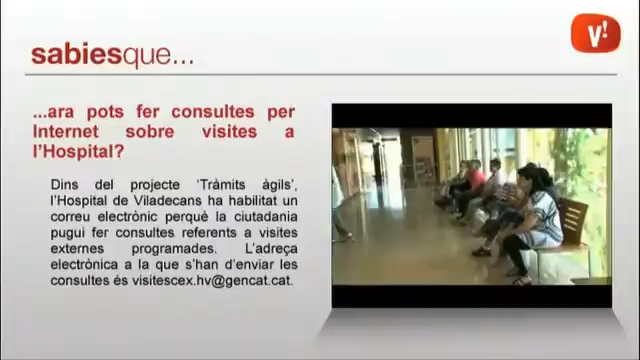 sabiesque...
V!
...ara pots fer consultes per
Internet sobre visites a
l'Hospital?
Dins del projecte 'Tràmits àgils',
l'Hospital de Viladecans ha habilitat un
correu electrònic perquè la ciutadania
pugui fer consultes referents a visites
externes programades. L'adreça
electrònica a la que s'han d'enviar les
consultes és visitescex.hv@gencat.cat.